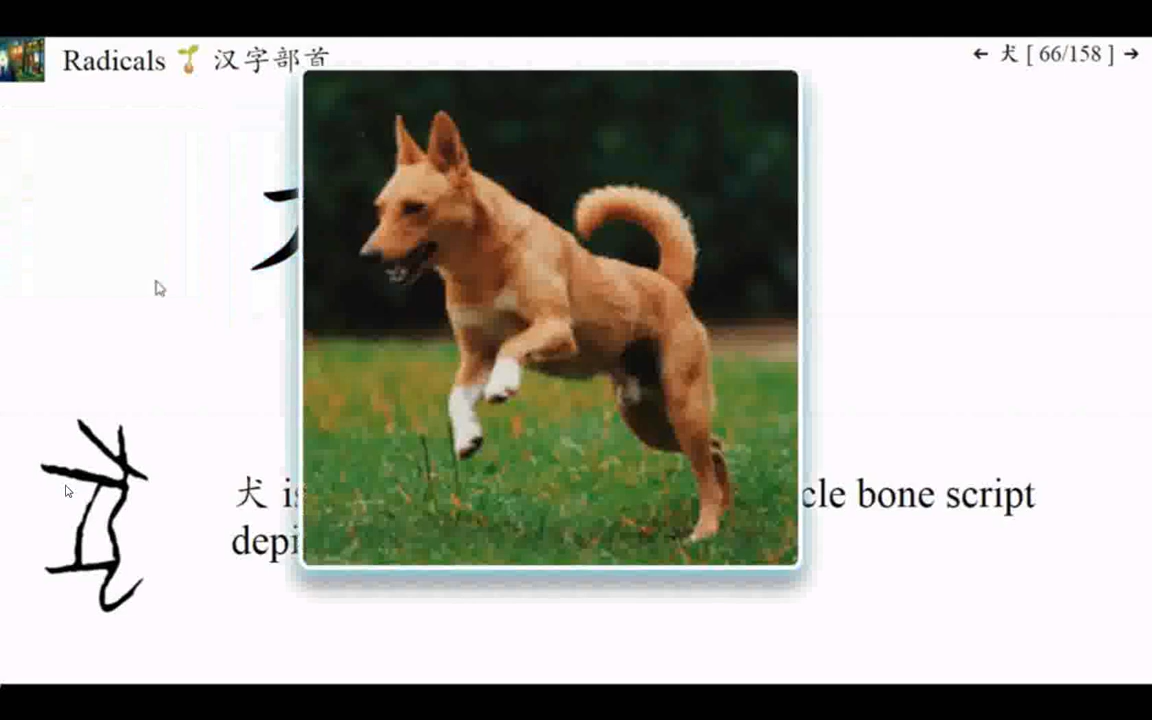 Radicals 汉字部首
← 犬 [ 66/158 ] →
犬 is cle bone script
depi